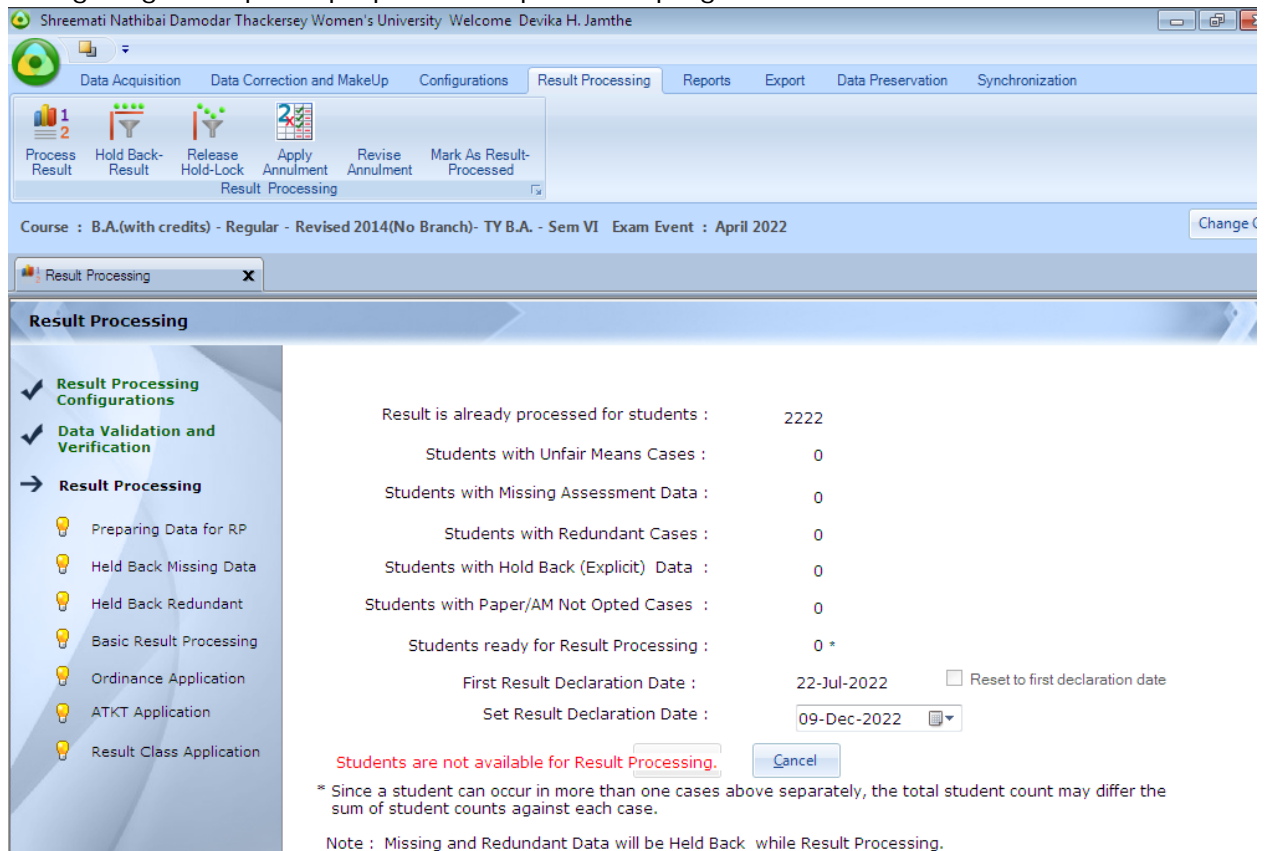 Shreemati Nathibai Damodar Thackersey Women's University Welcome Devika H. Jamthe
Data Acquisition Data Correction and MakeUp Configurations Result Processing Reports Export Data Preservation Synchronization
Process Result Hold Back-Result Release Hold-Lock Apply Annulment Revise Annulment Mark As Result-Processed
Result Processing
Course : B.A.(with credits) - Regular - Revised 2014(No Branch)- TY B.A. - Sem VI Exam Event : April 2022
Change
Result Processing X
Result Processing
Result Processing
Configurations
Data Validation and
Verification
Result Processing
Preparing Data for RP
Held Back Missing Data
Held Back Redundant
Basic Result Processing
Ordinance Application
ATKT Application
Result Class Application
Result is already processed for students : 2222
Students with Unfair Means Cases : 0
Students with Missing Assessment Data : 0
Students with Redundant Cases : 0
Students with Hold Back (Explicit) Data : 0
Students with Paper/AM Not Opted Cases : 0
Students ready for Result Processing : 0 *
First Result Declaration Date : 22-Jul-2022 Reset to first declaration date
Set Result Declaration Date : 09-Dec-2022
Students are not available for Result Processing. Cancel
* Since a student can occur in more than one cases above separately, the total student count may differ the
sum of student counts against each case.
Note : Missing and Redundant Data will be Held Back while Result Processing.